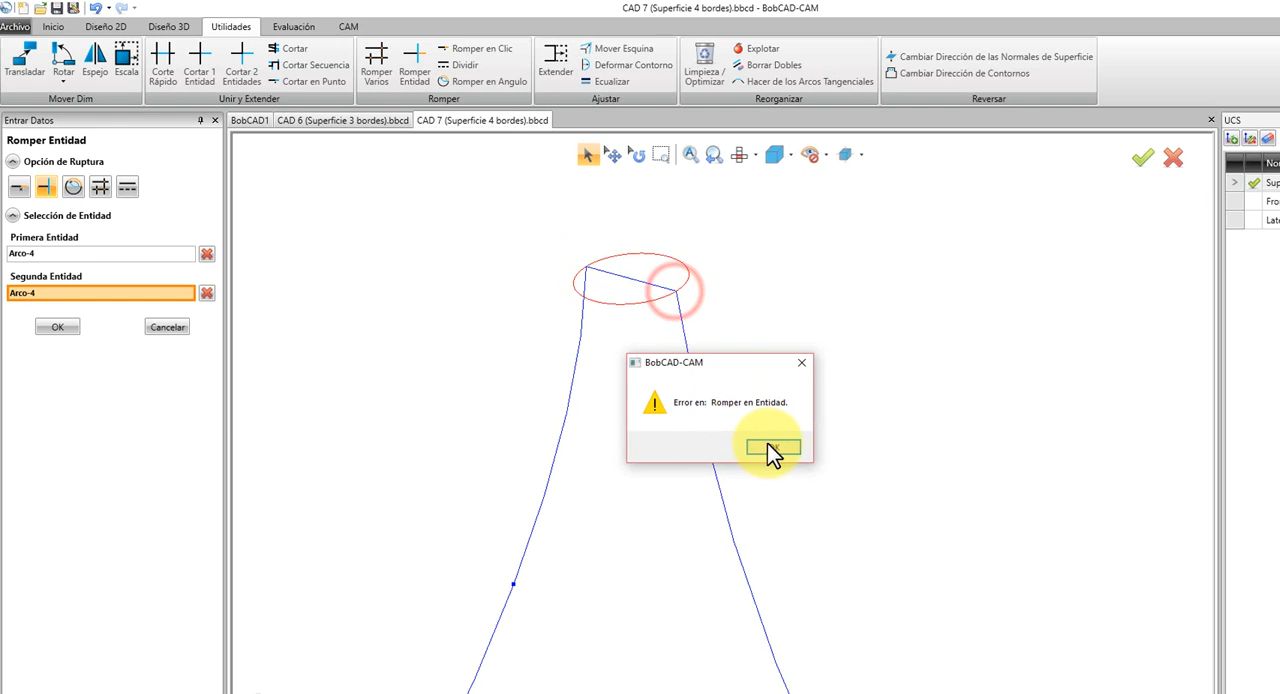 CAD 7 (Superficie 4 bordes).bbcd - BobCAD-CAM
Archivo Inicio Diseño 2D Diseño 3D Utilidades Evaluación CAM
Transladar
Rotar
Espejo
Escala
Mover Dim
Corte Rápido
Cortar 1 Entidad
Cortar 2 Entidades
Cortar
Cortar Secuencia
Cortar en Punto
Unir y Extender
Romper Varios
Romper Entidad
Romper en Clic
Dividir
Romper en Angulo
Romper
Extender
Mover Esquina
Deformar Contorno
Ecualizar
Ajustar
Limpieza / Optimizar
Explotar
Borrar Dobles
Hacer de los Arcos Tangenciales
Reorganizar
Cambiar Dirección de las Normales de Superficie
Cambiar Dirección de Contornos
Reversar
Entrar Datos
BobCAD1 CAD 6 (Superficie 3 bordes).bbcd CAD 7 (Superficie 4 bordes).bbcd
UCS
Romper Entidad
Opción de Ruptura
Selección de Entidad
Primera Entidad
Arco-4
Segunda Entidad
Arco-4
OK Cancelar
BobCAD-CAM
Error en: Romper en Entidad.
No
Sup
Fro
Late